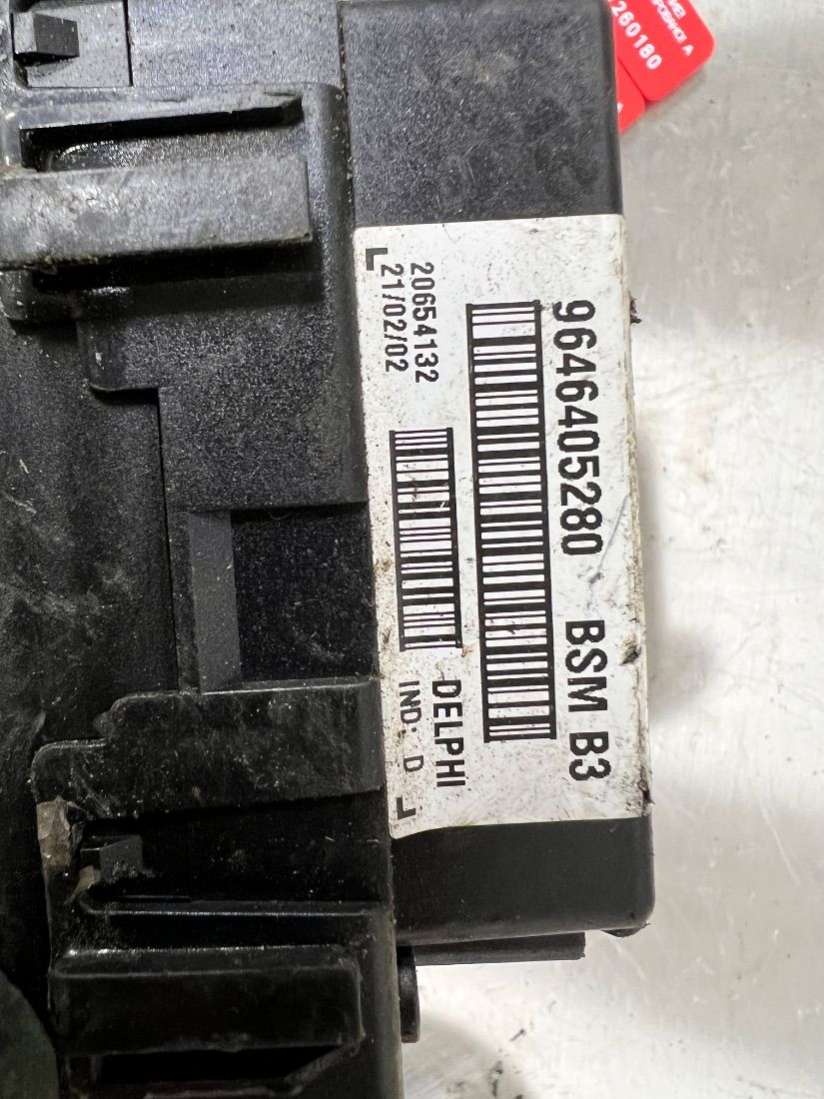 9646405280 BSM B3
20654132
21/02/02
DELPHI
IND: D
260180